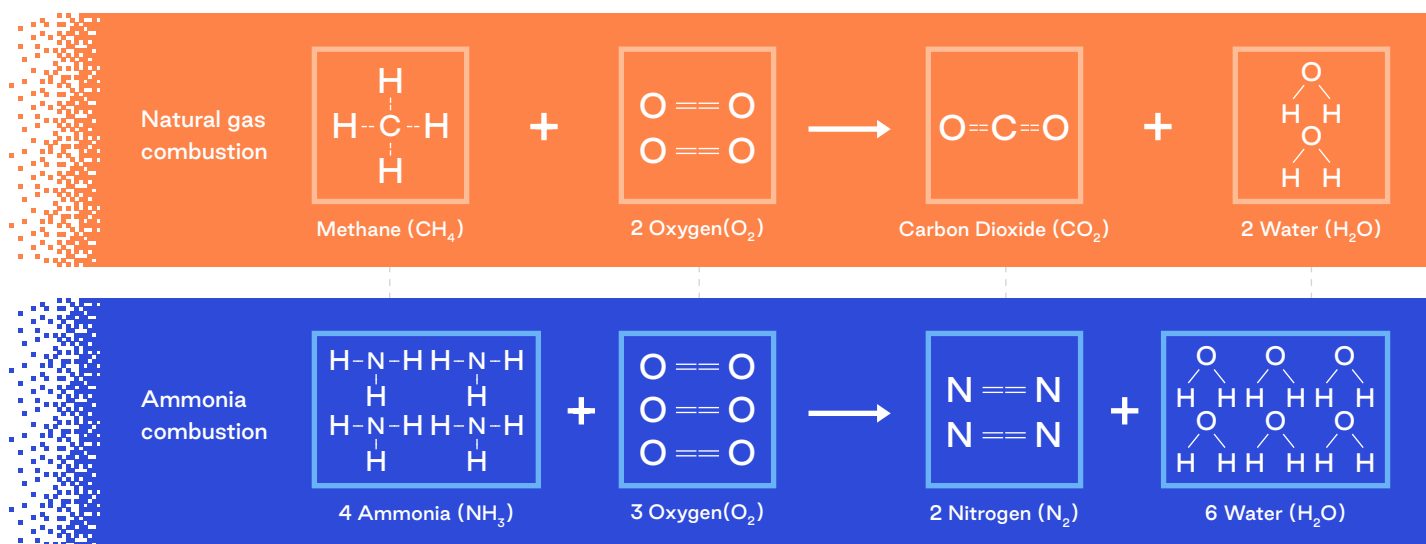 Natural gas
combustion
H
H--C--H
H
Methane (CH₄)
+
O==O
O==O
2 Oxygen(O₂)
O==C==O
Carbon Dioxide (CO₂)
+
O
H H
O
H H
2 Water (H₂O)
Ammonia
combustion
H-N-H H-N-H
H H
H-N-H H-N-H
H H
4 Ammonia (NH₃)
+
O==O
O==O
O==O
3 Oxygen(O₂)
N==N
N==N
2 Nitrogen (N₂)
+
O O O
H H H H H H
O O O
H H H H H H
6 Water (H₂O)